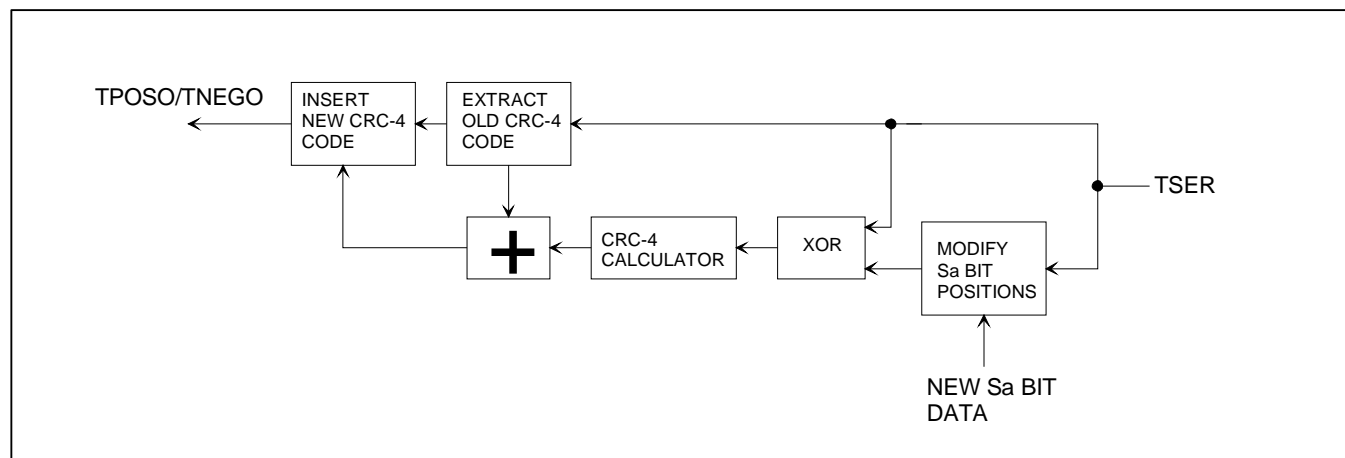 TPOSO/TNEGO
INSERT
NEW CRC-4
CODE
EXTRACT
OLD CRC-4
CODE
TSER
+
CRC-4
CALCULATOR
XOR
MODIFY
Sa BIT
POSITIONS
NEW Sa BIT
DATA